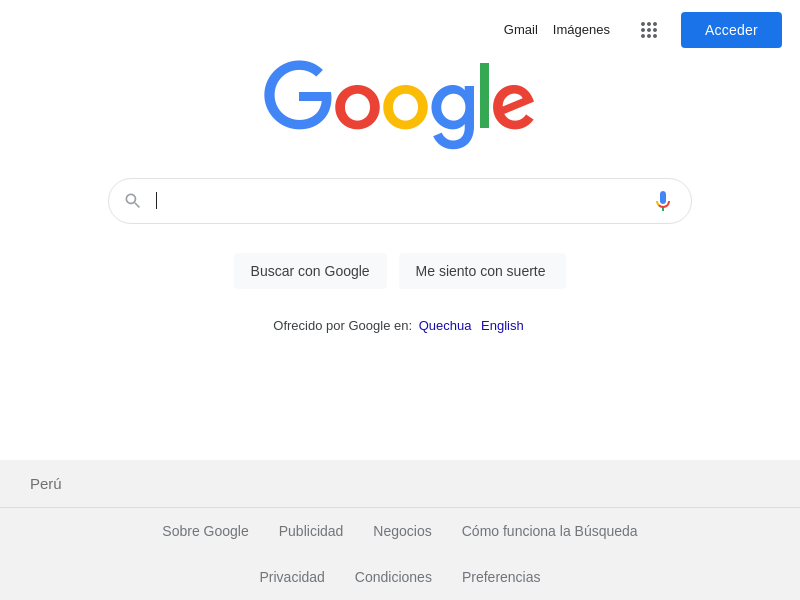 Gmail Imágenes Acceder
Google
Buscar con Google Me siento con suerte
Ofrecido por Google en: Quechua English
Perú
Sobre Google Publicidad Negocios Cómo funciona la Búsqueda
Privacidad Condiciones Preferencias